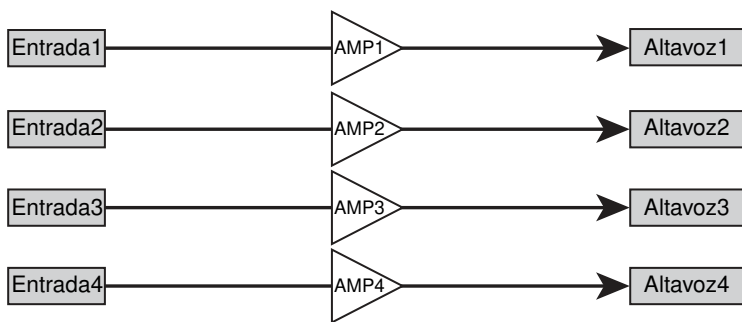 Entrada1 AMP1 Altavoz1
Entrada2 AMP2 Altavoz2
Entrada3 AMP3 Altavoz3
Entrada4 AMP4 Altavoz4